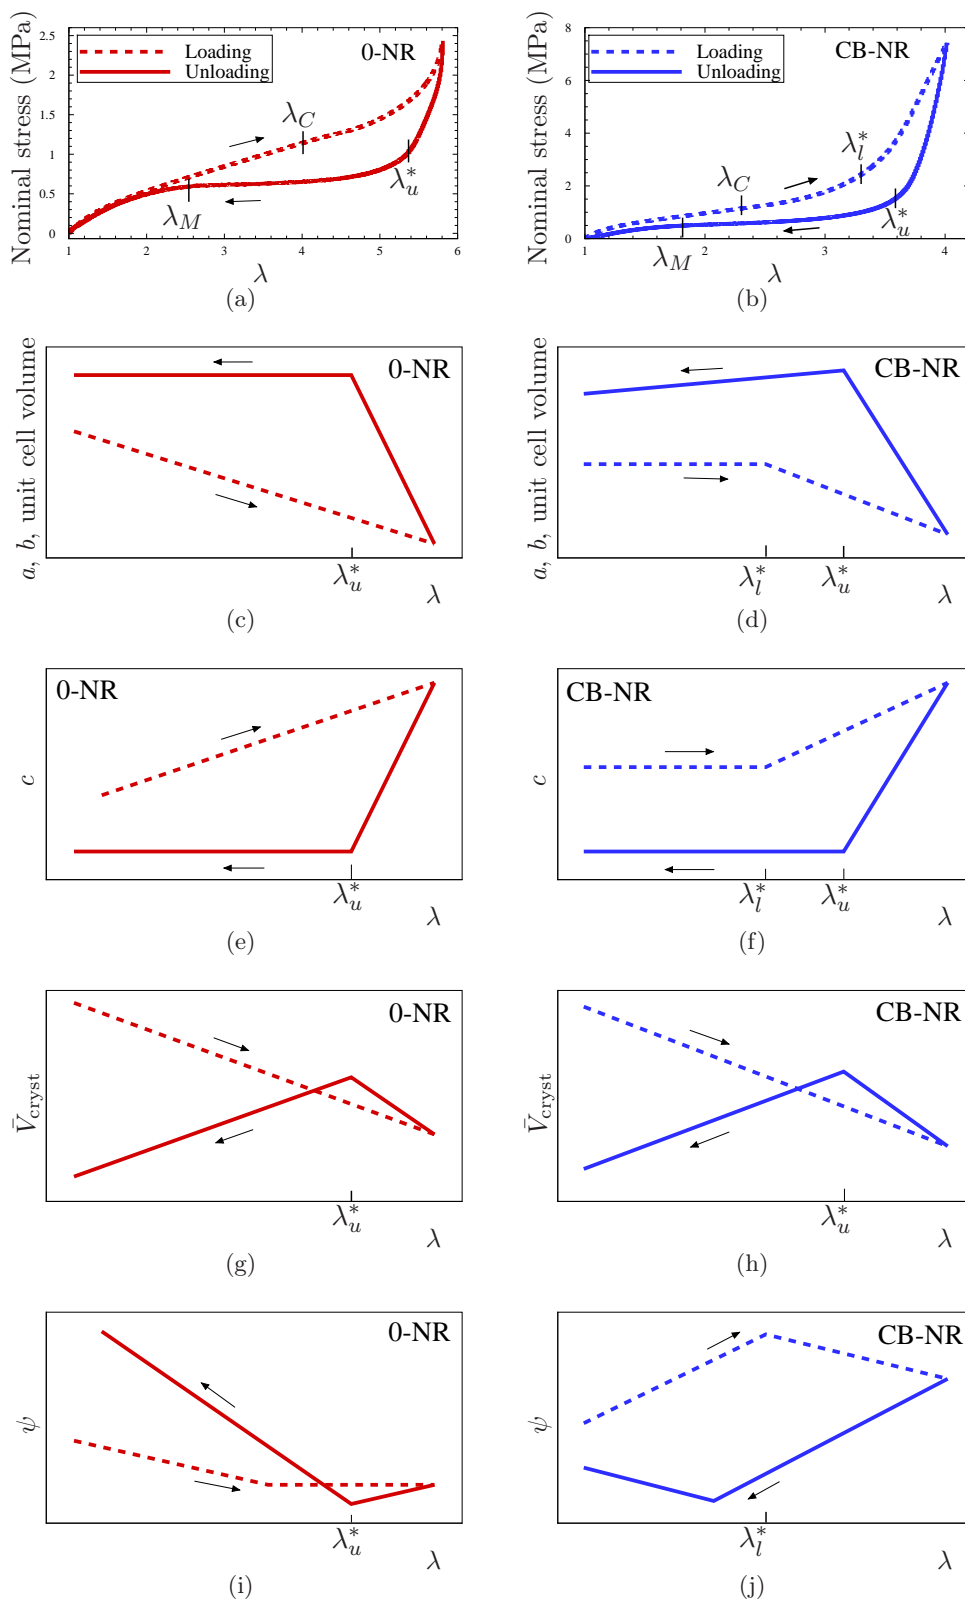 Nominal stress (MPa)
2.5
2
1.5
1
0.5
0
1
2
3
4
5
6
Loading
Unloading
0-NR
λ_C
λ_u^*
λ_M
λ
(a)
Nominal stress (MPa)
8
6
4
2
0
1
2
3
4
Loading
Unloading
CB-NR
λ_l^*
λ_C
λ_u^*
λ_M
λ
(b)
a, b, unit cell volume
0-NR
λ_u^*
λ
(c)
a, b, unit cell volume
CB-NR
λ_l^*
λ_u^*
λ
(d)
0-NR
c
λ_u^*
λ
(e)
CB-NR
c
λ_l^*
λ_u^*
λ
(f)
0-NR
V̄_cryst
λ_u^*
λ
(g)
CB-NR
V̄_cryst
λ_u^*
λ
(h)
0-NR
ψ
λ_u^*
λ
(i)
CB-NR
ψ
λ_l^*
λ
(j)